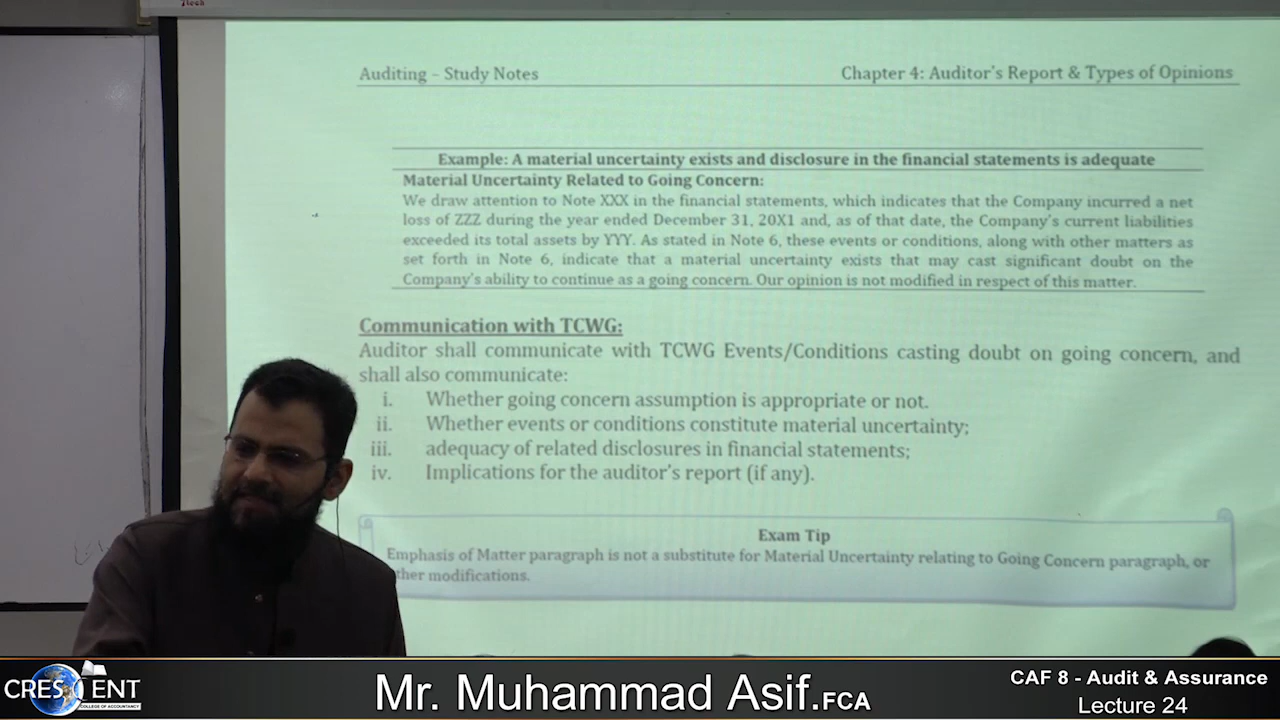 Auditing – Study Notes
Chapter 4: Auditor's Report & Types of Opinions
Example: A material uncertainty exists and disclosure in the financial statements is adequate
Material Uncertainty Related to Going Concern:
We draw attention to Note XXX in the financial statements, which indicates that the Company incurred a net
loss of ZZZ during the year ended December 31, 20X1 and, as of that date, the Company's current liabilities
exceeded its total assets by YYY. As stated in Note 6, these events or conditions, along with other matters as
set forth in Note 6, indicate that a material uncertainty exists that may cast significant doubt on the
Company's ability to continue as a going concern. Our opinion is not modified in respect of this matter.
Communication with TCWG:
Auditor shall communicate with TCWG Events/Conditions casting doubt on going concern, and
shall also communicate:
i. Whether going concern assumption is appropriate or not.
ii. Whether events or conditions constitute material uncertainty;
iii. adequacy of related disclosures in financial statements;
iv. Implications for the auditor's report (if any).
Exam Tip
Emphasis of Matter paragraph is not a substitute for Material Uncertainty relating to Going Concern paragraph, or
ther modifications.
CRESCENT
COLLEGE OF ACCOUNTANCY
Mr. Muhammad Asif.FCA
CAF 8 - Audit & Assurance
Lecture 24